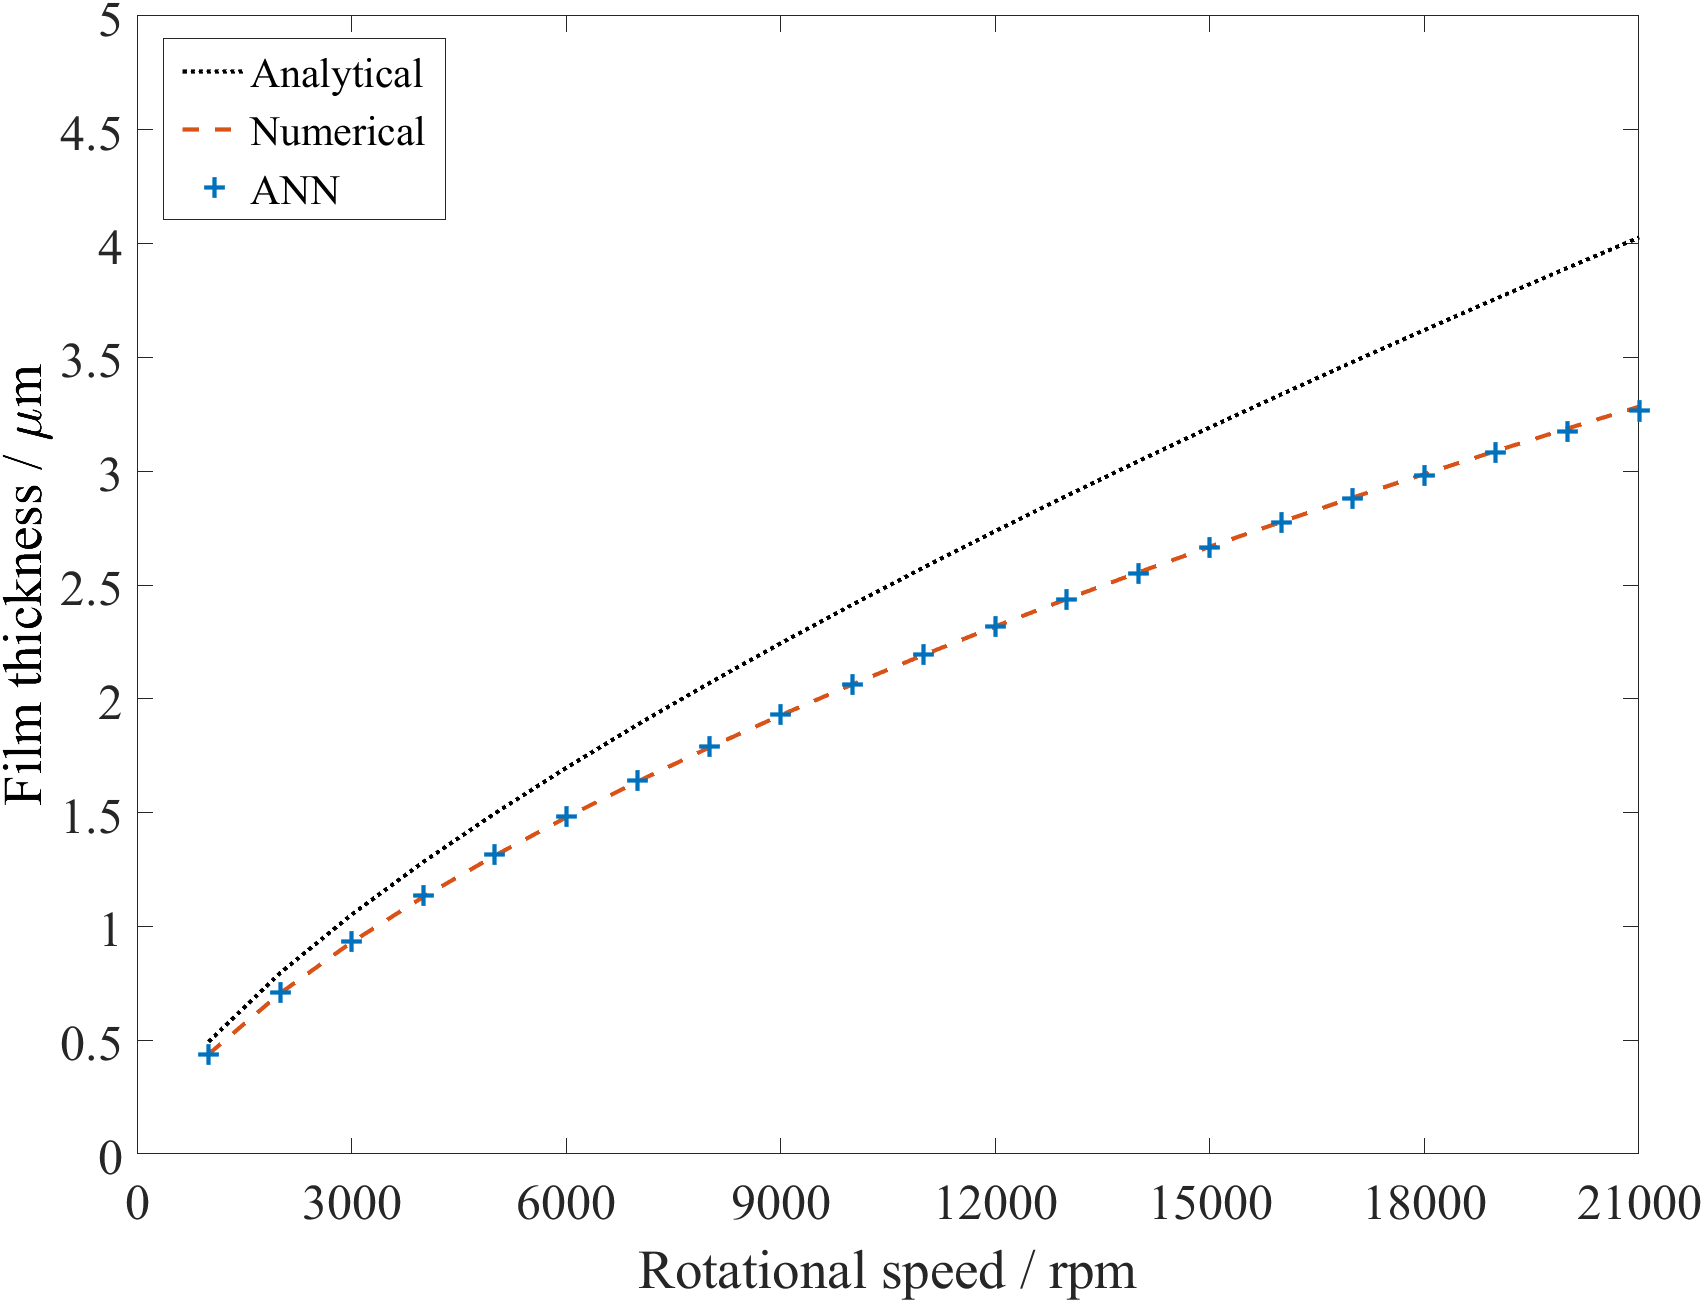 5
4.5
4
3.5
3
2.5
2
1.5
1
0.5
0
Film thickness / μm
Analytical
Numerical
ANN
0 3000 6000 9000 12000 15000 18000 21000
Rotational speed / rpm